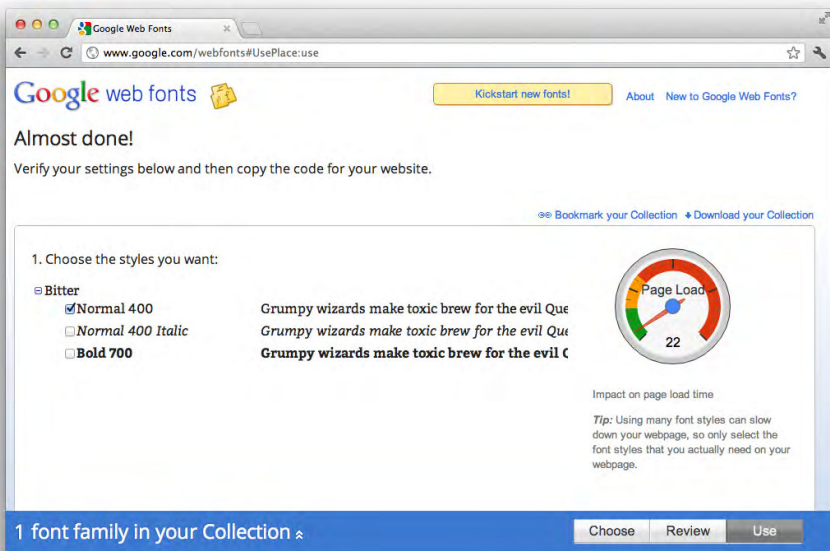 Google Web Fonts
www.google.com/webfonts#UsePlace:use
Google web fonts
Kickstart new fonts!
About New to Google Web Fonts?
Almost done!
Verify your settings below and then copy the code for your website.
Bookmark your Collection Download your Collection
1. Choose the styles you want:
Bitter
Normal 400 Grumpy wizards make toxic brew for the evil Que
Normal 400 Italic Grumpy wizards make toxic brew for the evil Que
Bold 700 Grumpy wizards make toxic brew for the evil Q
Page Load
22
Impact on page load time
Tip: Using many font styles can slow
down your webpage, so only select the
font styles that you actually need on your
webpage.
1 font family in your Collection
Choose Review Use